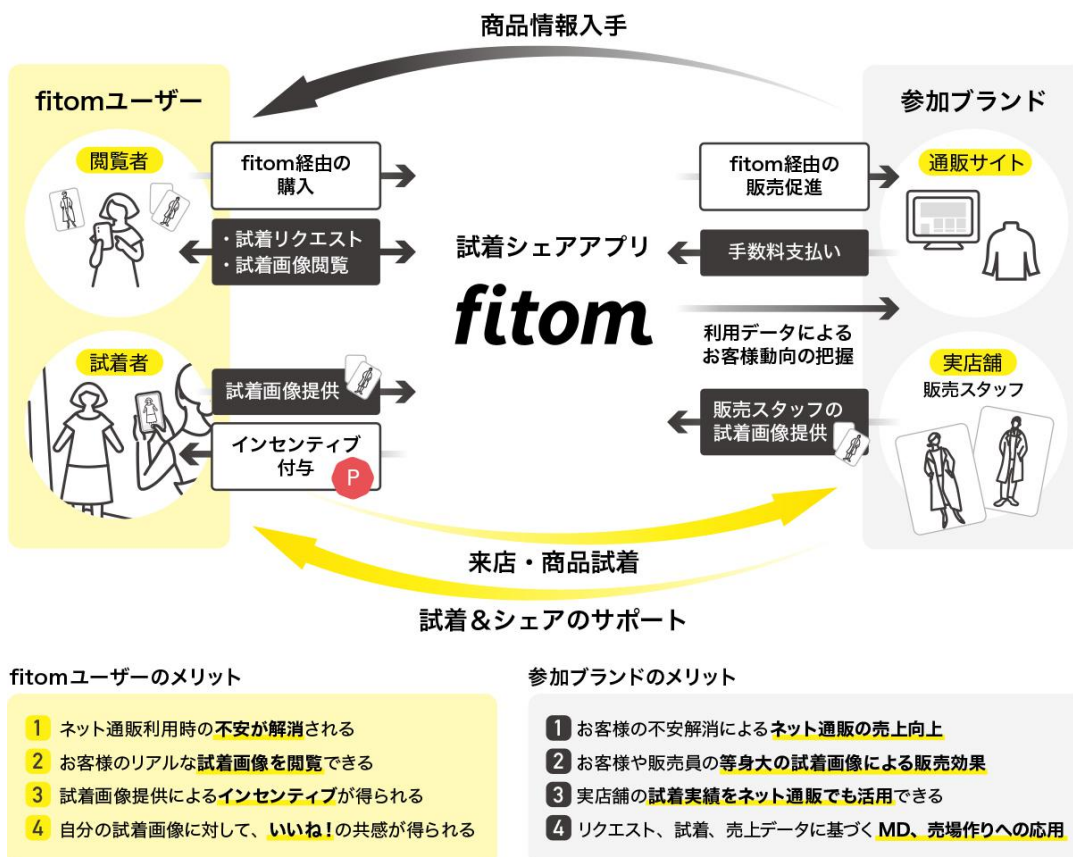 商品情報入手
fitomユーザー
閲覧者
fitom経由の
購入
・試着リクエスト
・試着画像閲覧
試着者
試着画像提供
インセンティブ
付与
P
試着シェアアプリ
fitom
参加ブランド
fitom経由の
販売促進
通販サイト
手数料支払い
利用データによる
お客様動向の把握
実店舗
販売スタッフ
販売スタッフの
試着画像提供
来店・商品試着
試着&シェアのサポート
fitomユーザーのメリット
1 ネット通販利用時の不安が解消される
2 お客様のリアルな試着画像を閲覧できる
3 試着画像提供によるインセンティブが得られる
4 自分の試着画像に対して、いいね！の共感が得られる
参加ブランドのメリット
1 お客様の不安解消によるネット通販の売上向上
2 お客様や販売員の等身大の試着画像による販売効果
3 実店舗の試着実績をネット通販でも活用できる
4 リクエスト、試着、売上データに基づくMD、売場作りへの応用